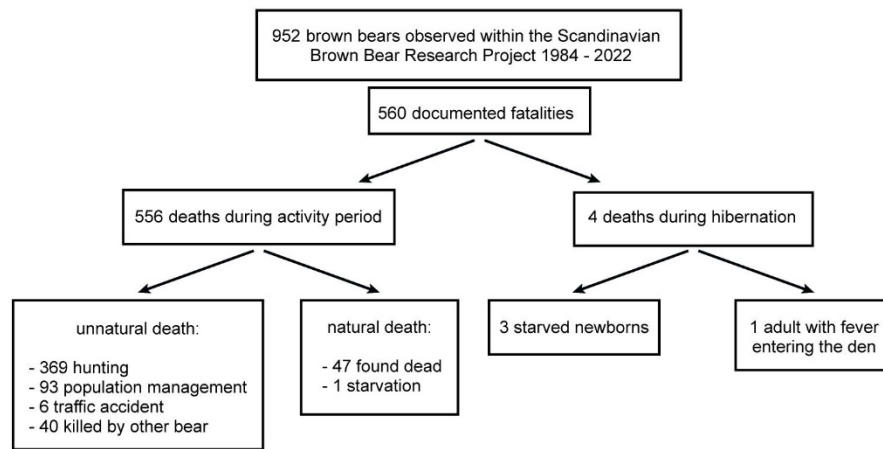 952 brown bears observed within the Scandinavian
Brown Bear Research Project 1984 - 2022
560 documented fatalities
556 deaths during activity period
4 deaths during hibernation
unnatural death:
- 369 hunting
- 93 population management
- 6 traffic accident
- 40 killed by other bear
natural death:
- 47 found dead
- 1 starvation
3 starved newborns
1 adult with fever
entering the den